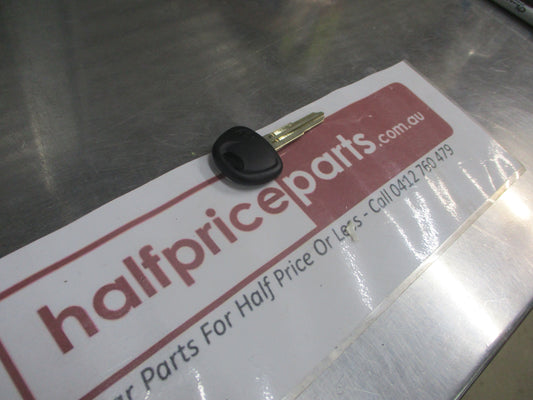 halfpriceparts.com.au
ar Parts For Half Price Or Less - Call 0412 760 479